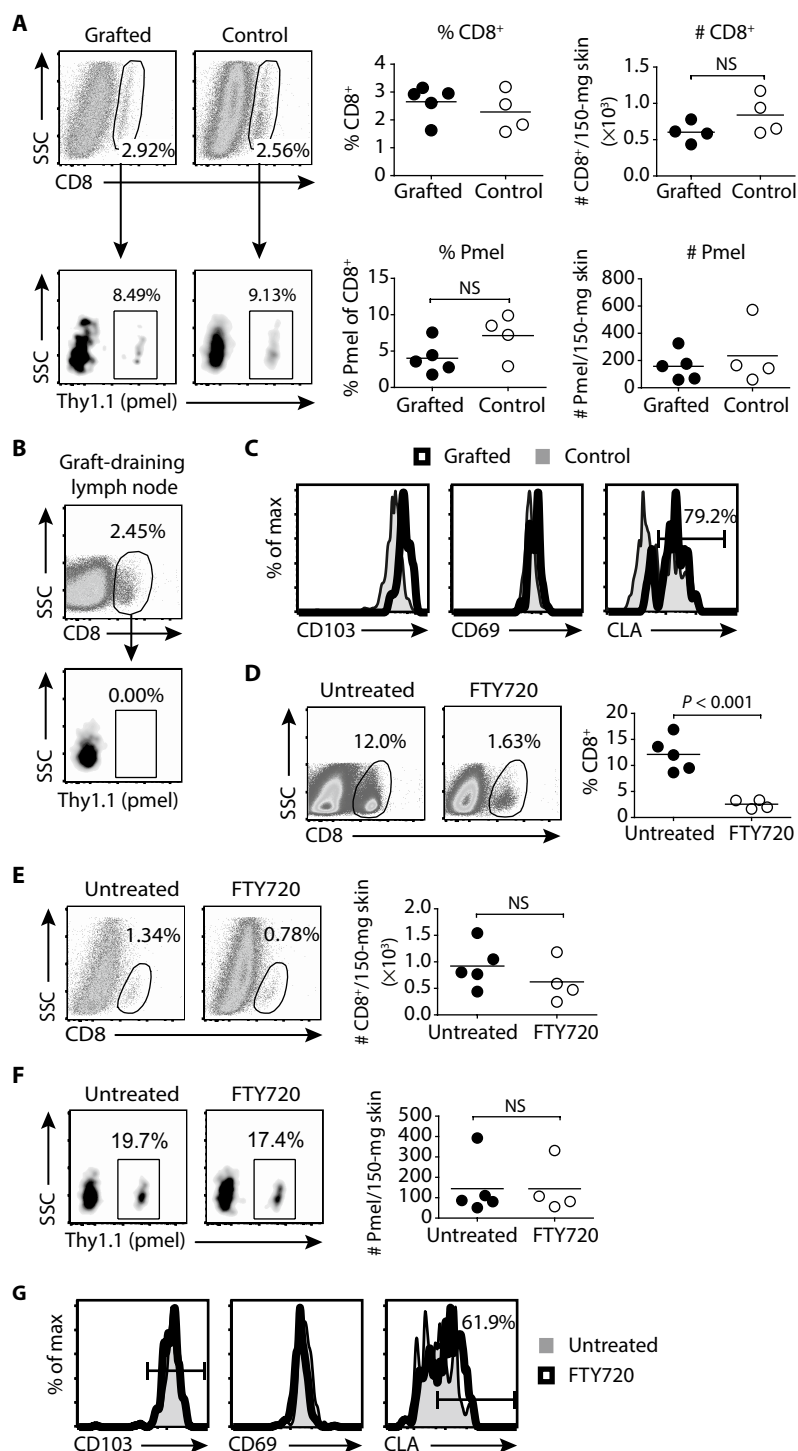 A
Grafted
Control
SSC
2.92%
2.56%
CD8
% CD8⁺
% CD8⁺
4
3
2
1
0
Grafted
Control
# CD8⁺
# CD8⁺/150-mg skin
(×10³)
1.5
1.0
0.5
0.0
NS
Grafted
Control
SSC
8.49%
9.13%
Thy1.1 (pmel)
% Pmel
% Pmel of CD8⁺
15
10
5
0
NS
Grafted
Control
# Pmel
# Pmel/150-mg skin
800
600
400
200
0
Grafted
Control
B
Graft-draining
lymph node
SSC
2.45%
CD8
SSC
0.00%
Thy1.1 (pmel)
C
Grafted
Control
% of max
79.2%
CD103
CD69
CLA
D
Untreated
FTY720
SSC
12.0%
1.63%
CD8
% CD8⁺
20
15
10
5
0
P < 0.001
Untreated
FTY720
E
Untreated
FTY720
SSC
1.34%
0.78%
CD8
# CD8⁺/150-mg skin
(×10³)
2.0
1.5
1.0
0.5
0.0
NS
Untreated
FTY720
F
Untreated
FTY720
SSC
19.7%
17.4%
Thy1.1 (pmel)
# Pmel/150-mg skin
500
400
300
200
100
0
NS
Untreated
FTY720
G
% of max
61.9%
CD103
CD69
CLA
Untreated
FTY720